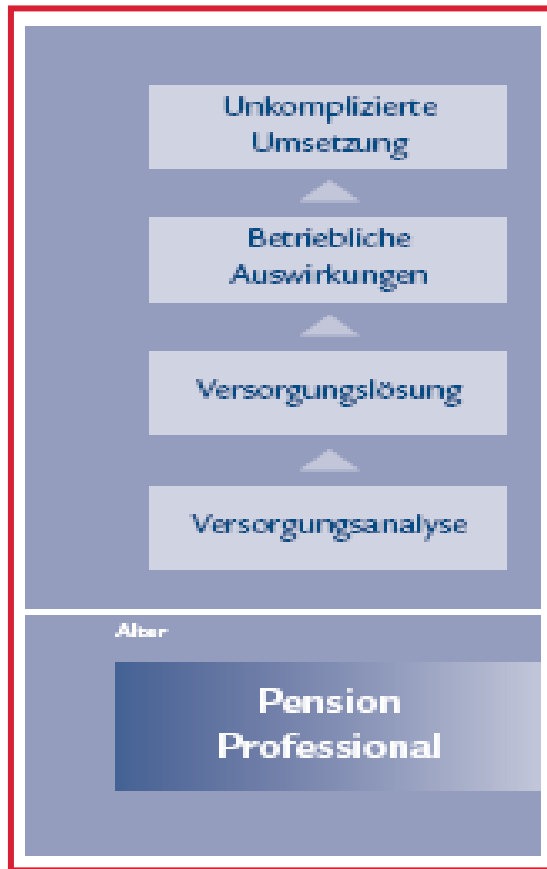 Unkomplizierte
Umsetzung
Betriebliche
Auswirkungen
Versorgungslösung
Versorgungsanalyse
Alter
Pension
Professional